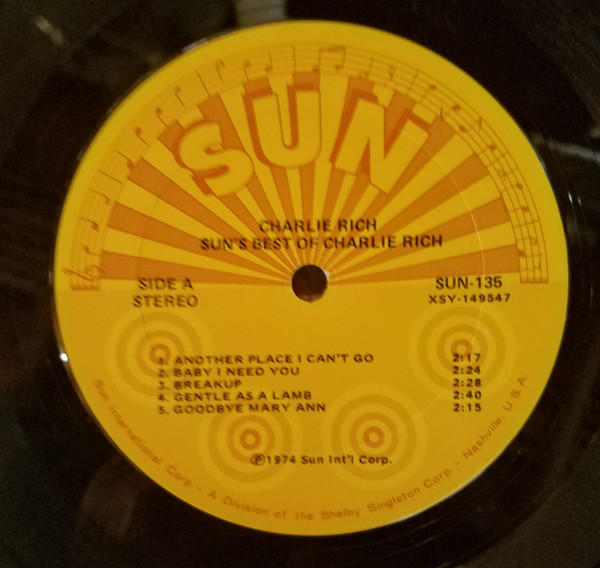 SUN
CHARLIE RICH
SUN'S BEST OF CHARLIE RICH
SIDE A
STEREO
SUN-135
XSY-149547
1. ANOTHER PLACE I CAN'T GO 2:17
2. BABY I NEED YOU 2:24
3. BREAKUP 2:28
4. GENTLE AS A LAMB 2:40
5. GOODBYE MARY ANN 2:15
Ⓟ1974 Sun Int'l Corp.
Sun International Corp. - A Division of the Shelby Singleton Corp. - Nashville, U.S.A.